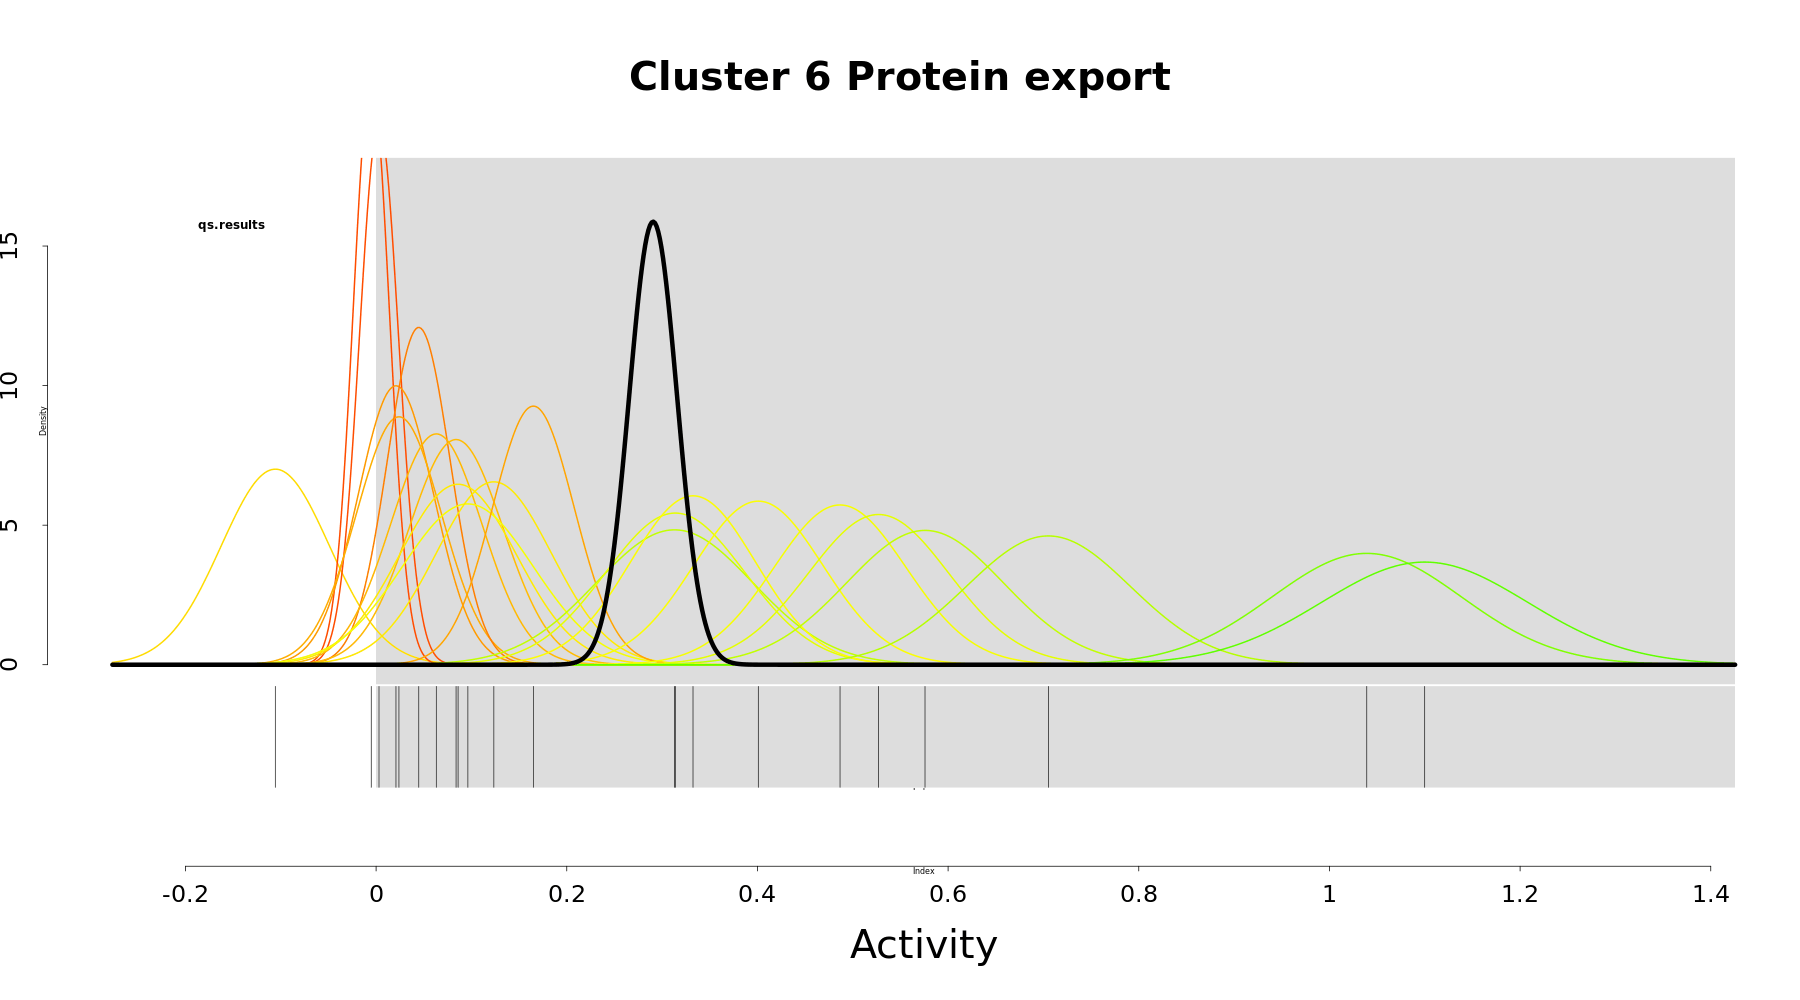 Cluster 6 Protein export
qs.results
15
10
5
0
Density
Index
-0.2 0 0.2 0.4 0.6 0.8 1 1.2 1.4
Activity